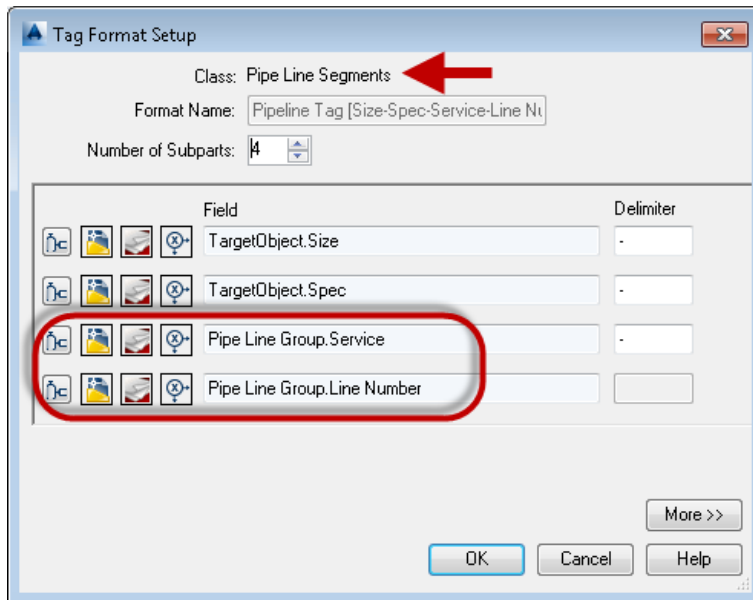 Tag Format Setup
Class: Pipe Line Segments
Format Name: Pipeline Tag [Size-Spec-Service-Line Nu
Number of Subparts: 4
Field Delimiter
TargetObject.Size -
TargetObject.Spec -
Pipe Line Group.Service -
Pipe Line Group.Line Number
More >>
OK Cancel Help